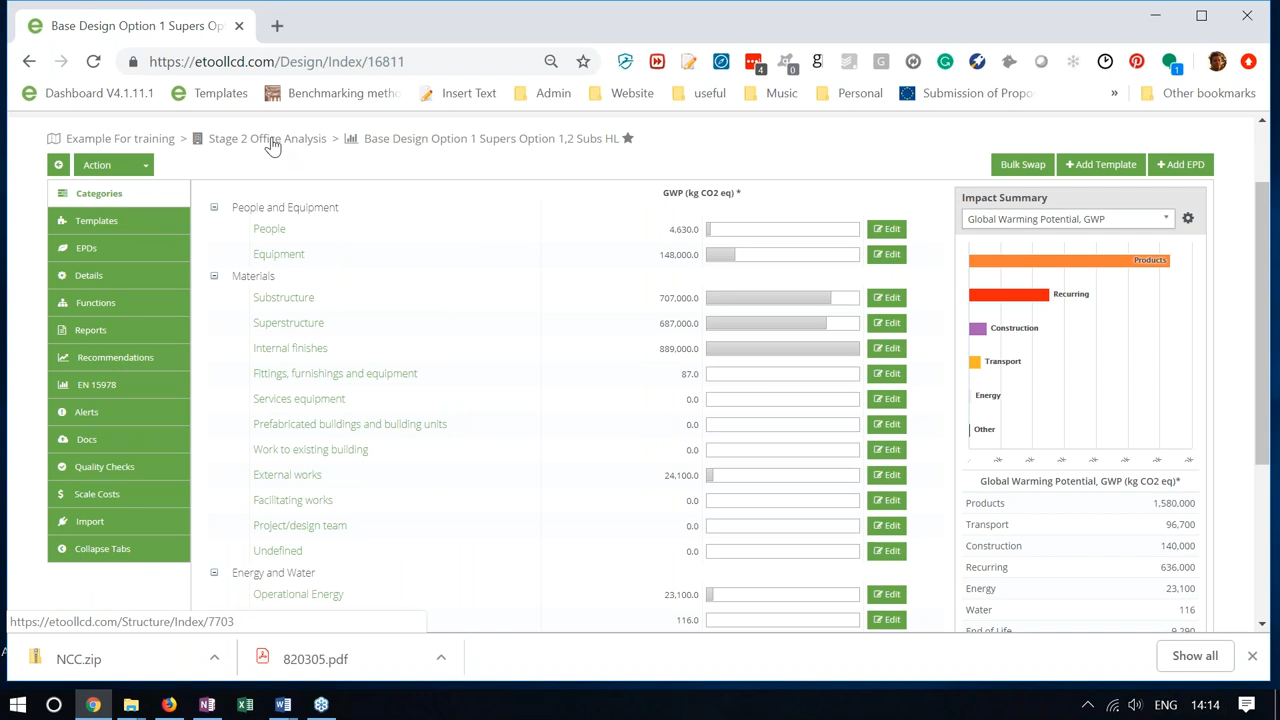 Base Design Option 1 Supers Op
https://etoollcd.com/Design/Index/16811
4
0
g
G
1
Dashboard V4.1.11.1
Templates
Benchmarking meth
Insert Text
Admin
Website
useful
Music
Personal
Submission of Propo
»
Other bookmarks
Example For training > Stage 2 Office Analysis > Base Design Option 1 Supers Option 1,2 Subs HL
Action
Bulk Swap
Add Template
Add EPD
Categories
Templates
EPDs
Details
Functions
Reports
Recommendations
EN 15978
Alerts
Docs
Quality Checks
Scale Costs
Import
Collapse Tabs
GWP (kg CO2 eq) *
People and Equipment
People 4,630.0 Edit
Equipment 148,000.0 Edit
Materials
Substructure 707,000.0 Edit
Superstructure 687,000.0 Edit
Internal finishes 889,000.0 Edit
Fittings, furnishings and equipment 87.0 Edit
Services equipment 0.0 Edit
Prefabricated buildings and building units 0.0 Edit
Work to existing building 0.0 Edit
External works 24,100.0 Edit
Facilitating works 0.0 Edit
Project/design team 0.0 Edit
Undefined 0.0 Edit
Energy and Water
Operational Energy 23,100.0 Edit
116.0 Edit
Impact Summary
Global Warming Potential, GWP
Products
Recurring
Construction
Transport
Energy
Other
Global Warming Potential, GWP (kg CO2 eq)*
Products 1,580,000
Transport 96,700
Construction 140,000
Recurring 636,000
Energy 23,100
Water 116
End of Life 9,290
https://etoollcd.com/Structure/Index/7703
NCC.zip
820305.pdf
Show all
ENG
14:14